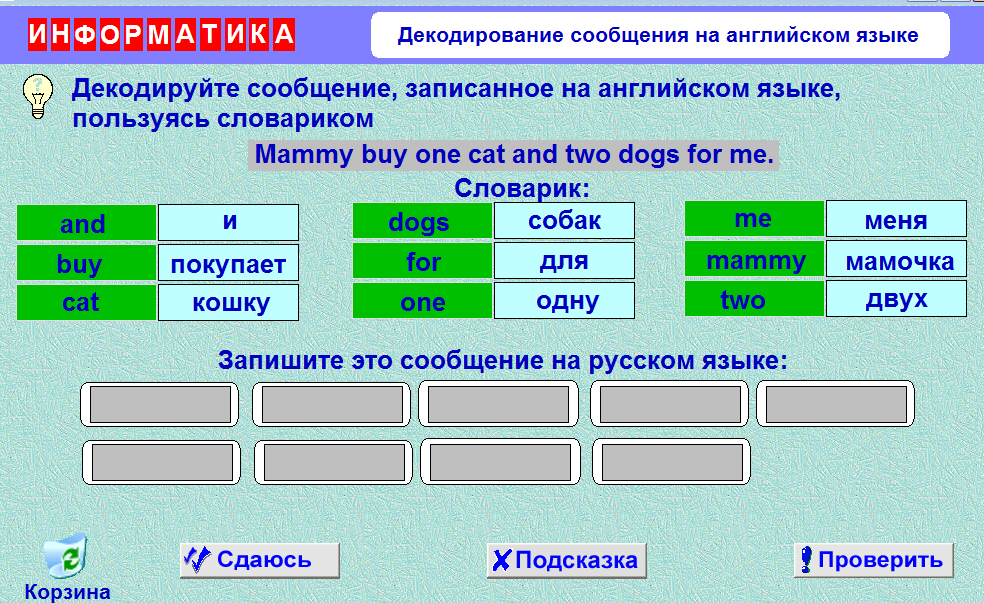 ИНФОРМАТИКА
Декодирование сообщения на английском языке
Декодируйте сообщение, записанное на английском языке,
пользуясь словариком
Mammy buy one cat and two dogs for me.
Словарик:
and и dogs собак me меня
buy покупает for для mammy мамочка
cat кошку one одну two двух
Запишите это сообщение на русском языке:
Сдаюсь Подсказка Проверить
Корзина